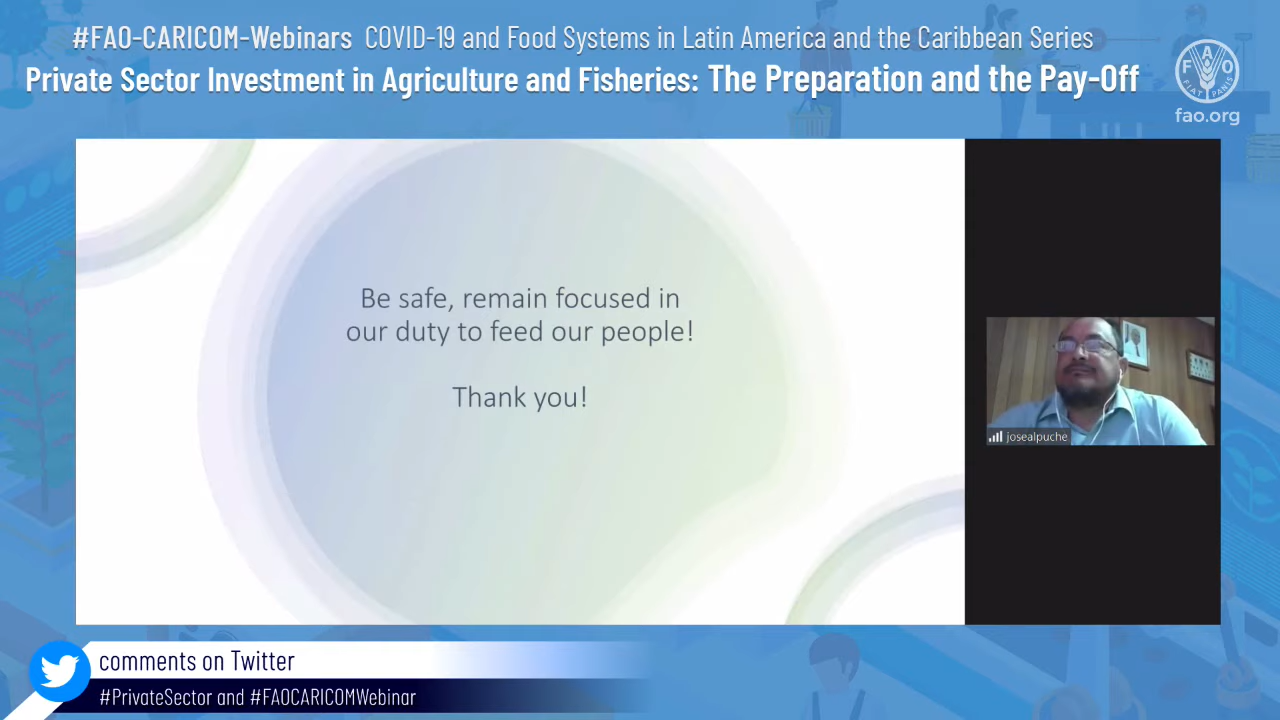 #FAO-CARICOM-Webinars COVID-19 and Food Systems in Latin America and the Caribbean Series
Private Sector Investment in Agriculture and Fisheries: The Preparation and the Pay-Off
F A O
FIAT PANIS
fao.org
Be safe, remain focused in
our duty to feed our people!
Thank you!
josealpuche
comments on Twitter
#PrivateSector and #FAOCARICOMWebinar